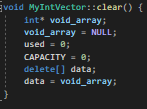 void MyIntVector::clear() {
int* void_array;
void_array = NULL;
used = 0;
CAPACITY = 0;
delete[] data;
data = void_array;
}